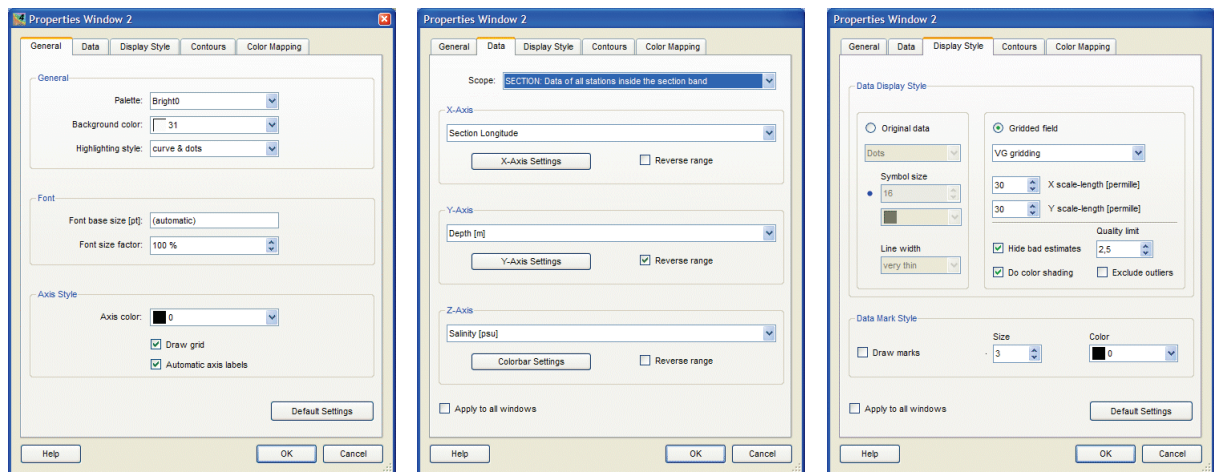 Properties Window 2
General Data Display Style Contours Color Mapping
General
Palette: Bright0
Background color: 31
Highlighting style: curve & dots
Font
Font base size [pt]: (automatic)
Font size factor: 100 %
Axis Style
Axis color: 0
Draw grid
Automatic axis labels
Default Settings
Help OK Cancel
Properties Window 2
General Data Display Style Contours Color Mapping
Scope: SECTION: Data of all stations inside the section band
X-Axis
Section Longitude
X-Axis Settings Reverse range
Y-Axis
Depth [m]
Y-Axis Settings Reverse range
Z-Axis
Salinity [psu]
Colorbar Settings Reverse range
Apply to all windows
Help OK Cancel
Properties Window 2
General Data Display Style Contours Color Mapping
Data Display Style
Original data
Dots
Symbol size
16
Line width
very thin
Gridded field
VG gridding
30 X scale-length [permille]
30 Y scale-length [permille]
Quality limit
Hide bad estimates 2,5
Do color shading Exclude outliers
Data Mark Style
Size Color
Draw marks 3 0
Apply to all windows Default Settings
Help OK Cancel